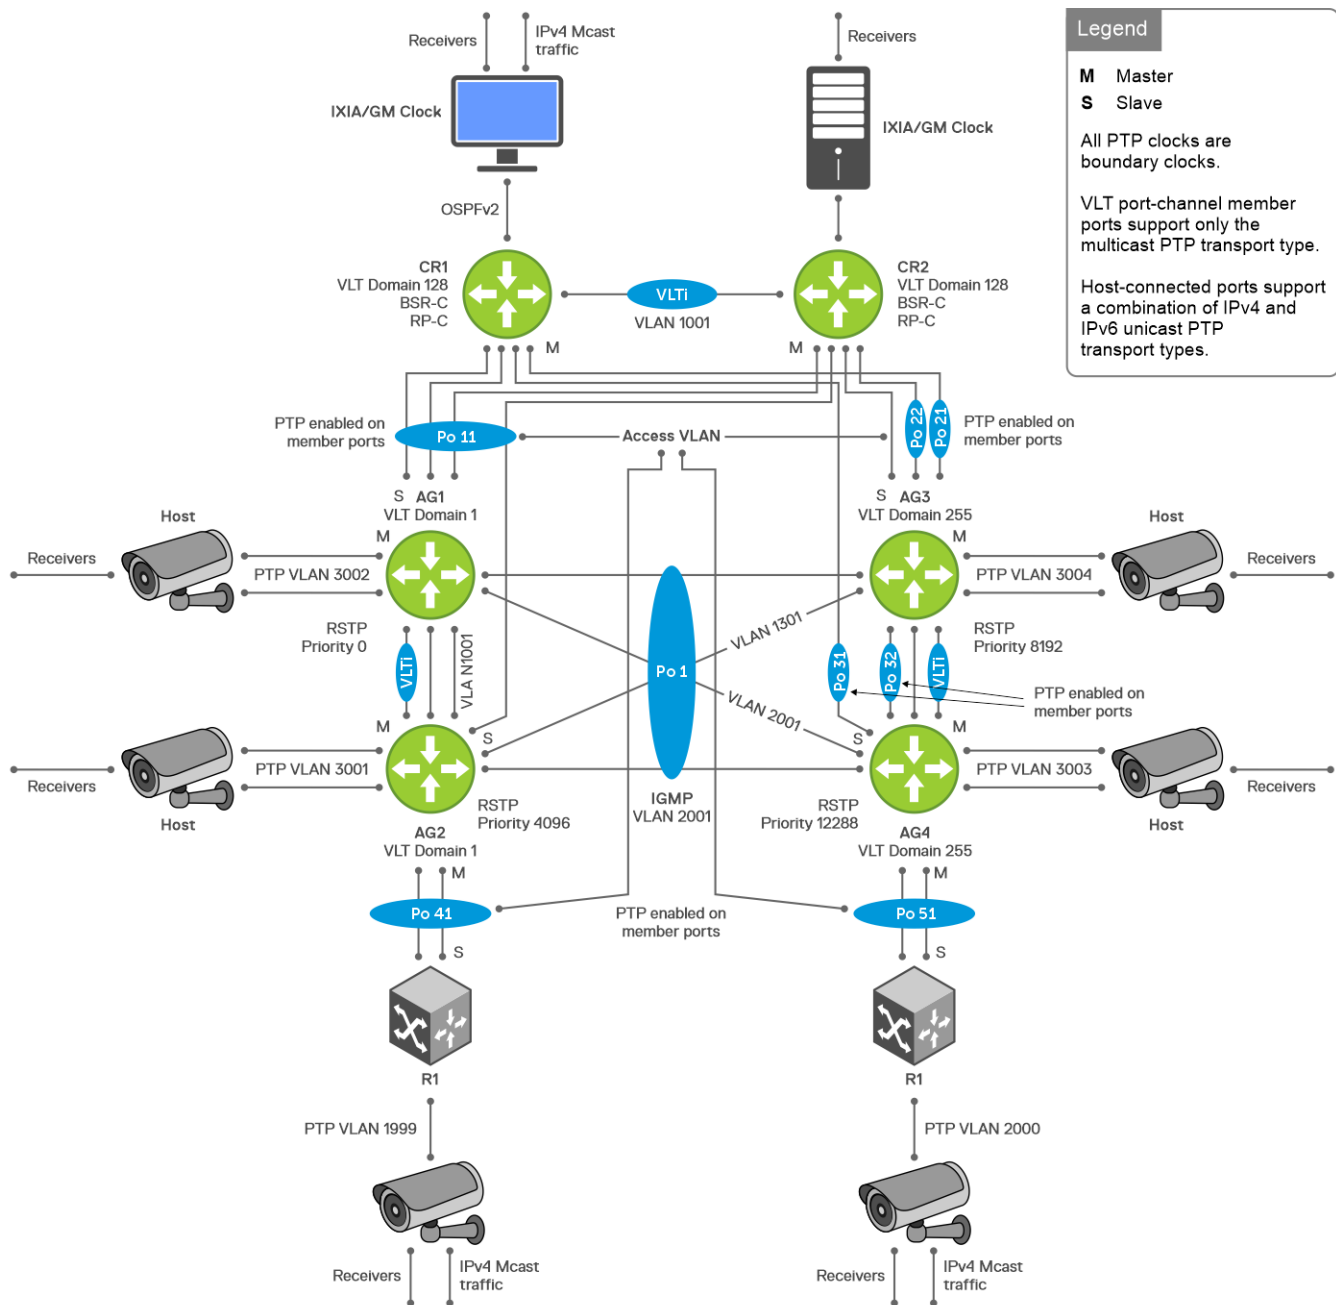 Receivers
IPv4 Mcast
traffic
IXIA/GM Clock
OSPFv2
Receivers
IXIA/GM Clock
Legend
M Master
S Slave
All PTP clocks are
boundary clocks.
VLT port-channel member
ports support only the
multicast PTP transport type.
Host-connected ports support
a combination of IPv4 and
IPv6 unicast PTP
transport types.
CR1
VLT Domain 128
BSR-C
RP-C
VLTi
VLAN 1001
CR2
VLT Domain 128
BSR-C
RP-C
M
M
PTP enabled on
member ports
Po 11
Access VLAN
Po 22
Po 21
PTP enabled on
member ports
S
AG1
VLT Domain 1
S
AG3
VLT Domain 255
Host
M
Receivers
PTP VLAN 3002
M
Host
PTP VLAN 3004
Receivers
RSTP
Priority 0
VLTi
VLA N1001
Po 1
VLAN 1301
VLAN 2001
Po 31
Po 32
VLTi
RSTP
Priority 8192
PTP enabled on
member ports
M
S
S
M
Receivers
PTP VLAN 3001
Host
PTP VLAN 3003
Receivers
Host
RSTP
Priority 4096
IGMP
VLAN 2001
RSTP
Priority 12288
AG2
VLT Domain 1
AG4
VLT Domain 255
M
M
Po 41
PTP enabled on
member ports
Po 51
S
S
R1
R1
PTP VLAN 1999
PTP VLAN 2000
Receivers
IPv4 Mcast
traffic
Receivers
IPv4 Mcast
traffic